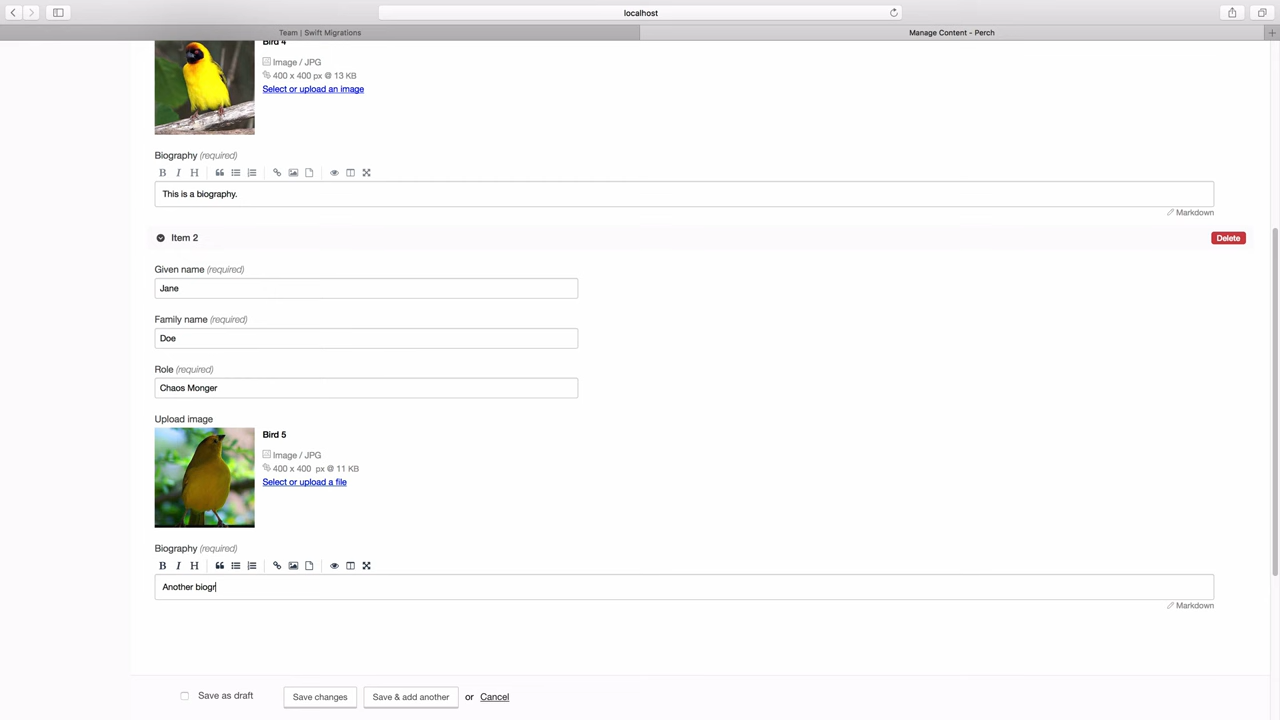 localhost
Team | Swift Migrations
Manage Content - Perch
Bird 4
Image / JPG
400 x 400 px @ 13 KB
Select or upload an image
Biography (required)
B I H
This is a biography.
Markdown
Item 2
Delete
Given name (required)
Jane
Family name (required)
Doe
Role (required)
Chaos Monger
Upload image
Bird 5
Image / JPG
400 x 400 px @ 11 KB
Select or upload a file
Biography (required)
B I H
Another biogr
Markdown
Save as draft
Save changes
Save & add another
or
Cancel